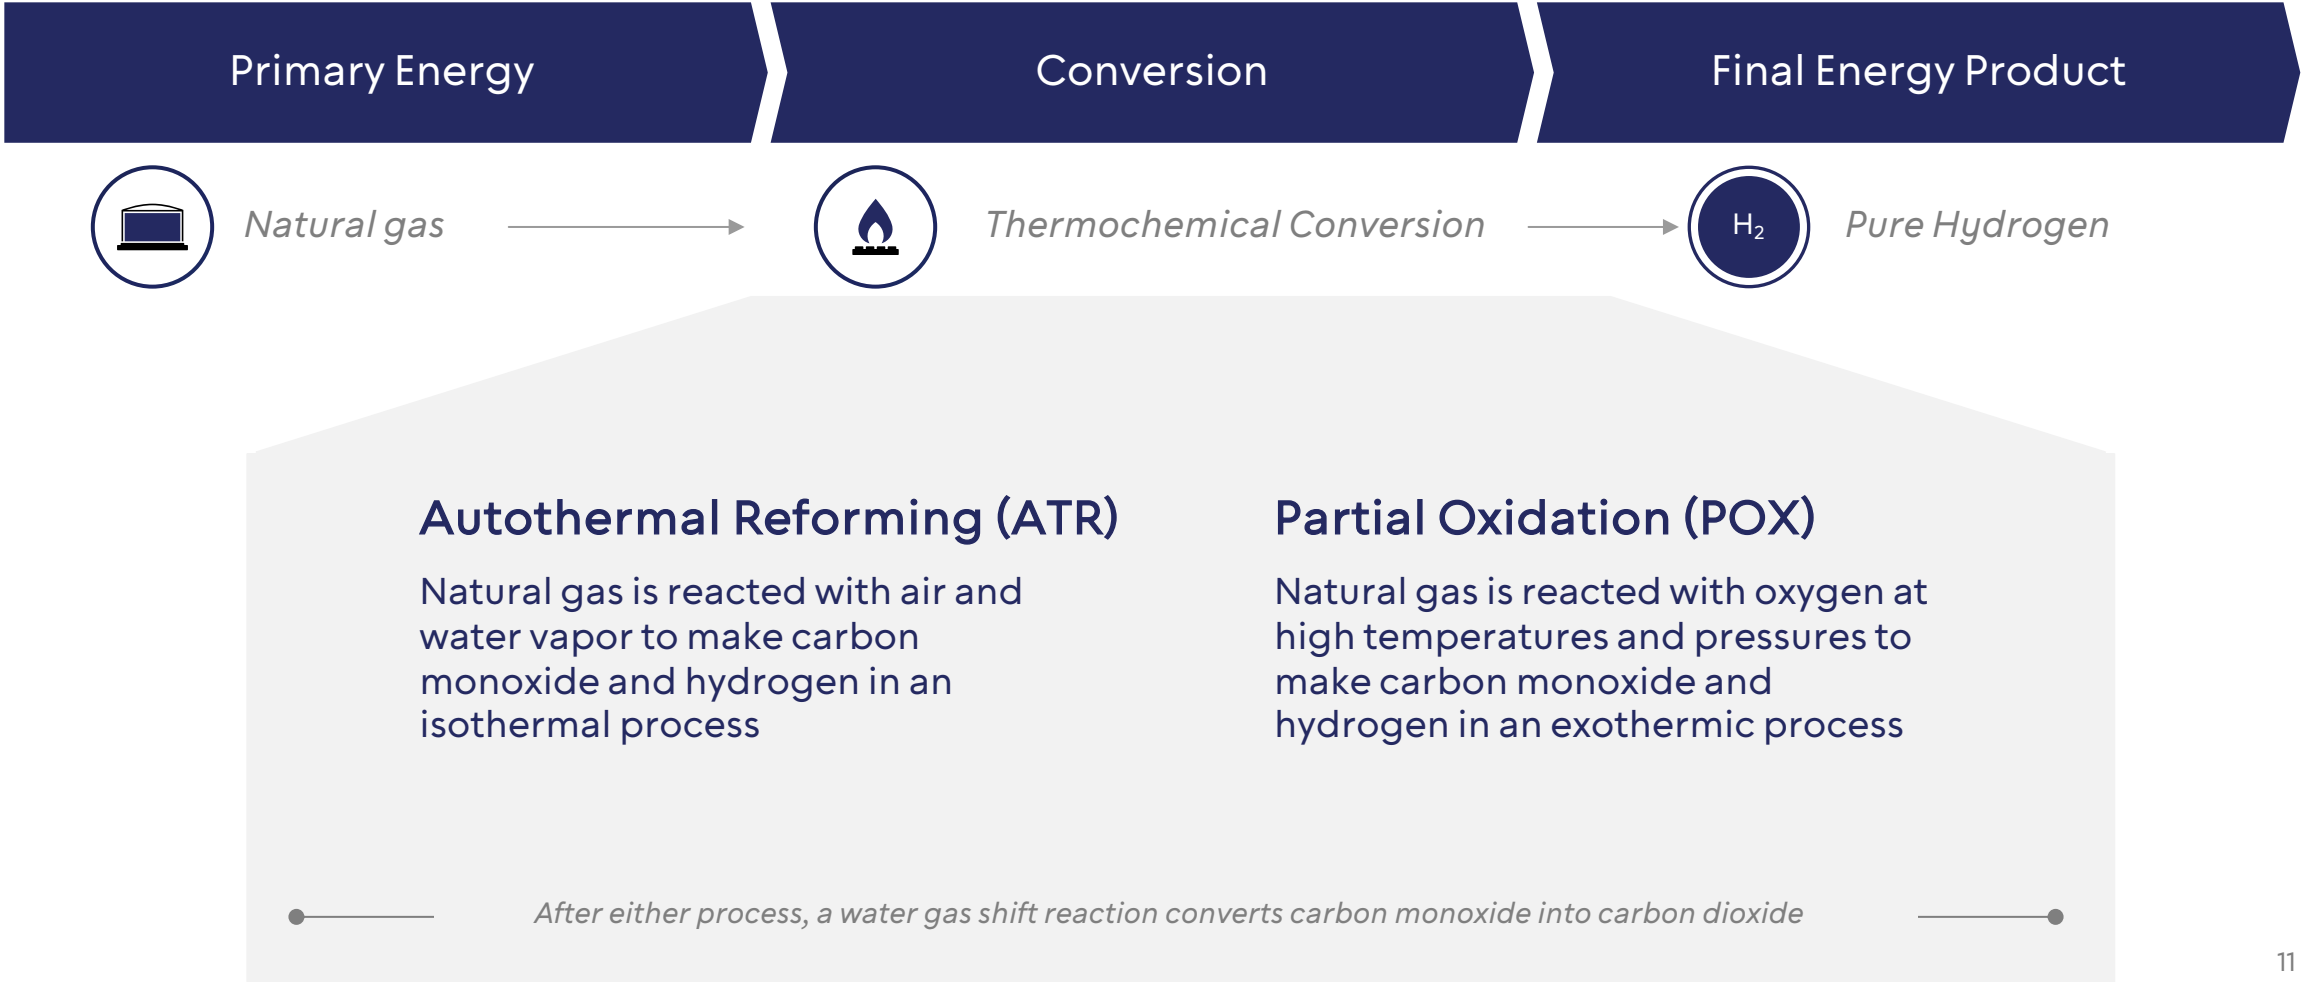 Primary Energy
Conversion
Final Energy Product
Natural gas
Thermochemical Conversion
H₂
Pure Hydrogen
Autothermal Reforming (ATR)
Natural gas is reacted with air and
water vapor to make carbon
monoxide and hydrogen in an
isothermal process
Partial Oxidation (POX)
Natural gas is reacted with oxygen at
high temperatures and pressures to
make carbon monoxide and
hydrogen in an exothermic process
After either process, a water gas shift reaction converts carbon monoxide into carbon dioxide
11